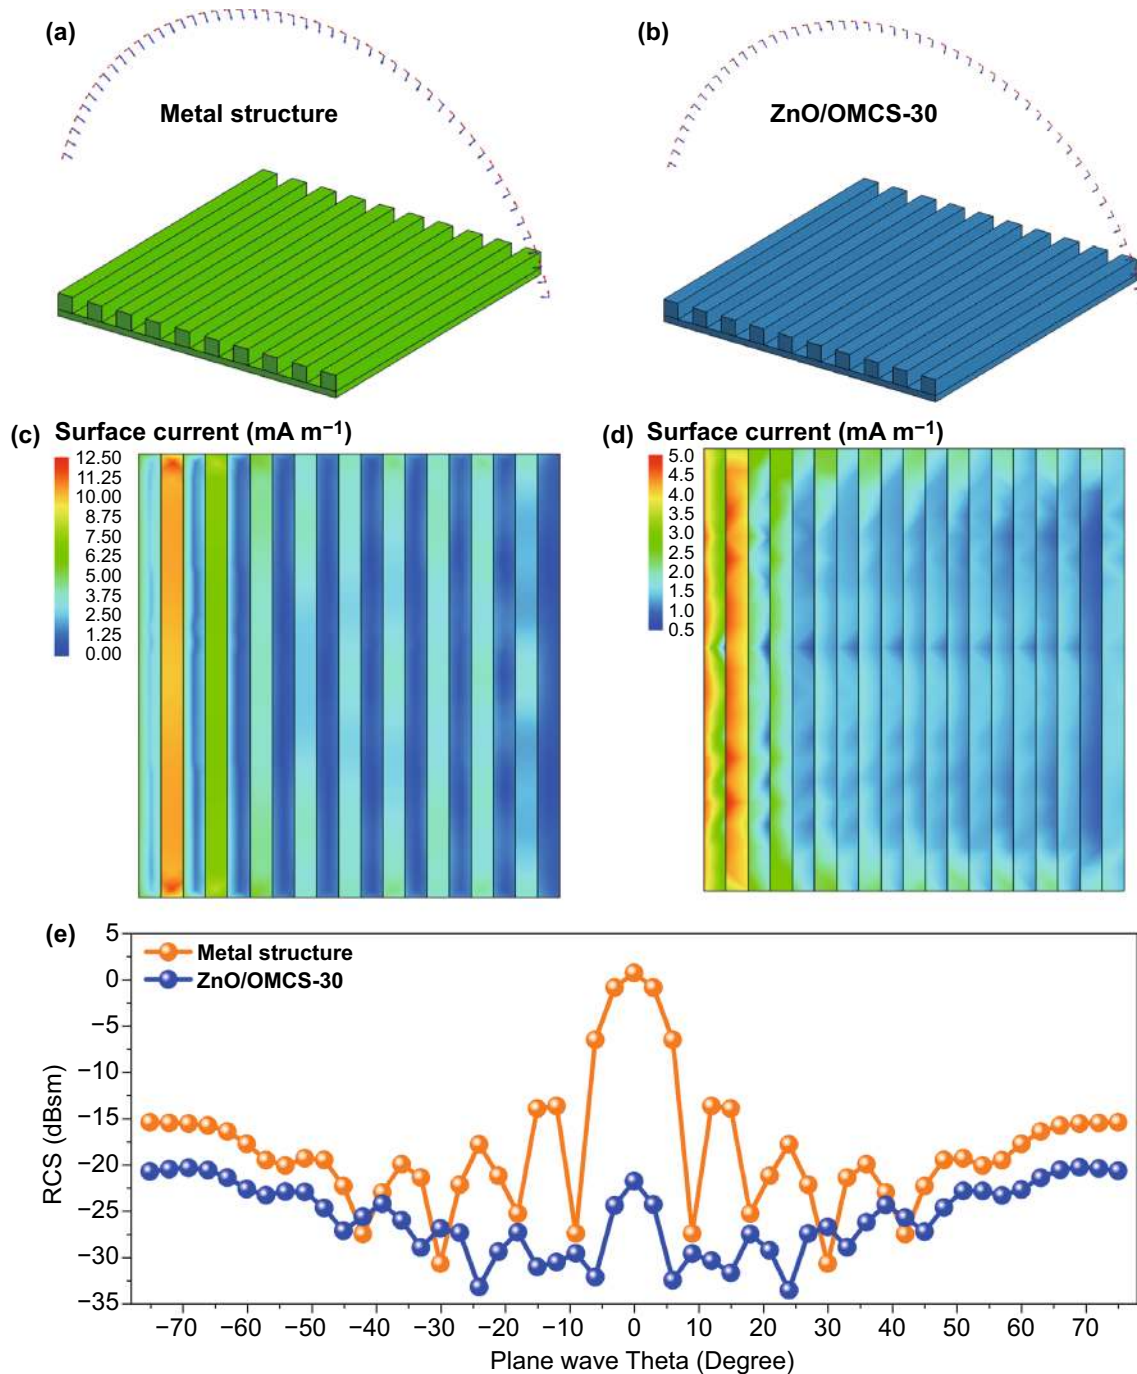 (a)
(b)
Metal structure
ZnO/OMCS-30
(c) Surface current (mA m⁻¹)
12.50
11.25
10.00
8.75
7.50
6.25
5.00
3.75
2.50
1.25
0.00
(d) Surface current (mA m⁻¹)
5.0
4.5
4.0
3.5
3.0
2.5
2.0
1.5
1.0
0.5
(e)
Metal structure
ZnO/OMCS-30
5
0
−5
−10
−15
−20
−25
−30
−35
RCS (dBsm)
−70 −60 −50 −40 −30 −20 −10 0 10 20 30 40 50 60 70
Plane wave Theta (Degree)